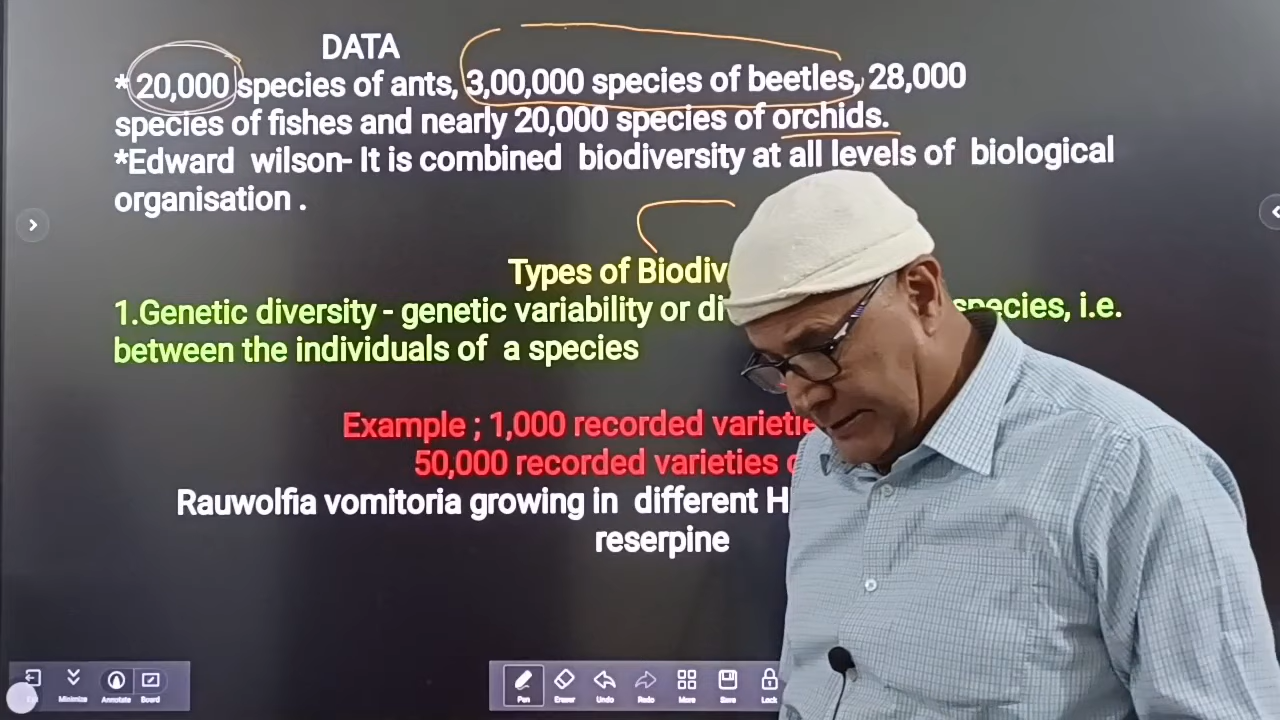 DATA
* 20,000 species of ants, 3,00,000 species of beetles, 28,000
species of fishes and nearly 20,000 species of orchids.
*Edward wilson- It is combined biodiversity at all levels of biological
organisation .
Types of
1.Genetic diversity - genetic variability or species, i.e.
between the individuals of a species
Example ; 1,000 recorded
50,000 recorded varieties
Rauwolfia vomitoria growing in different
reserpine
Minimize Annotate Board Pen Eraser Undo Redo More Save Lock